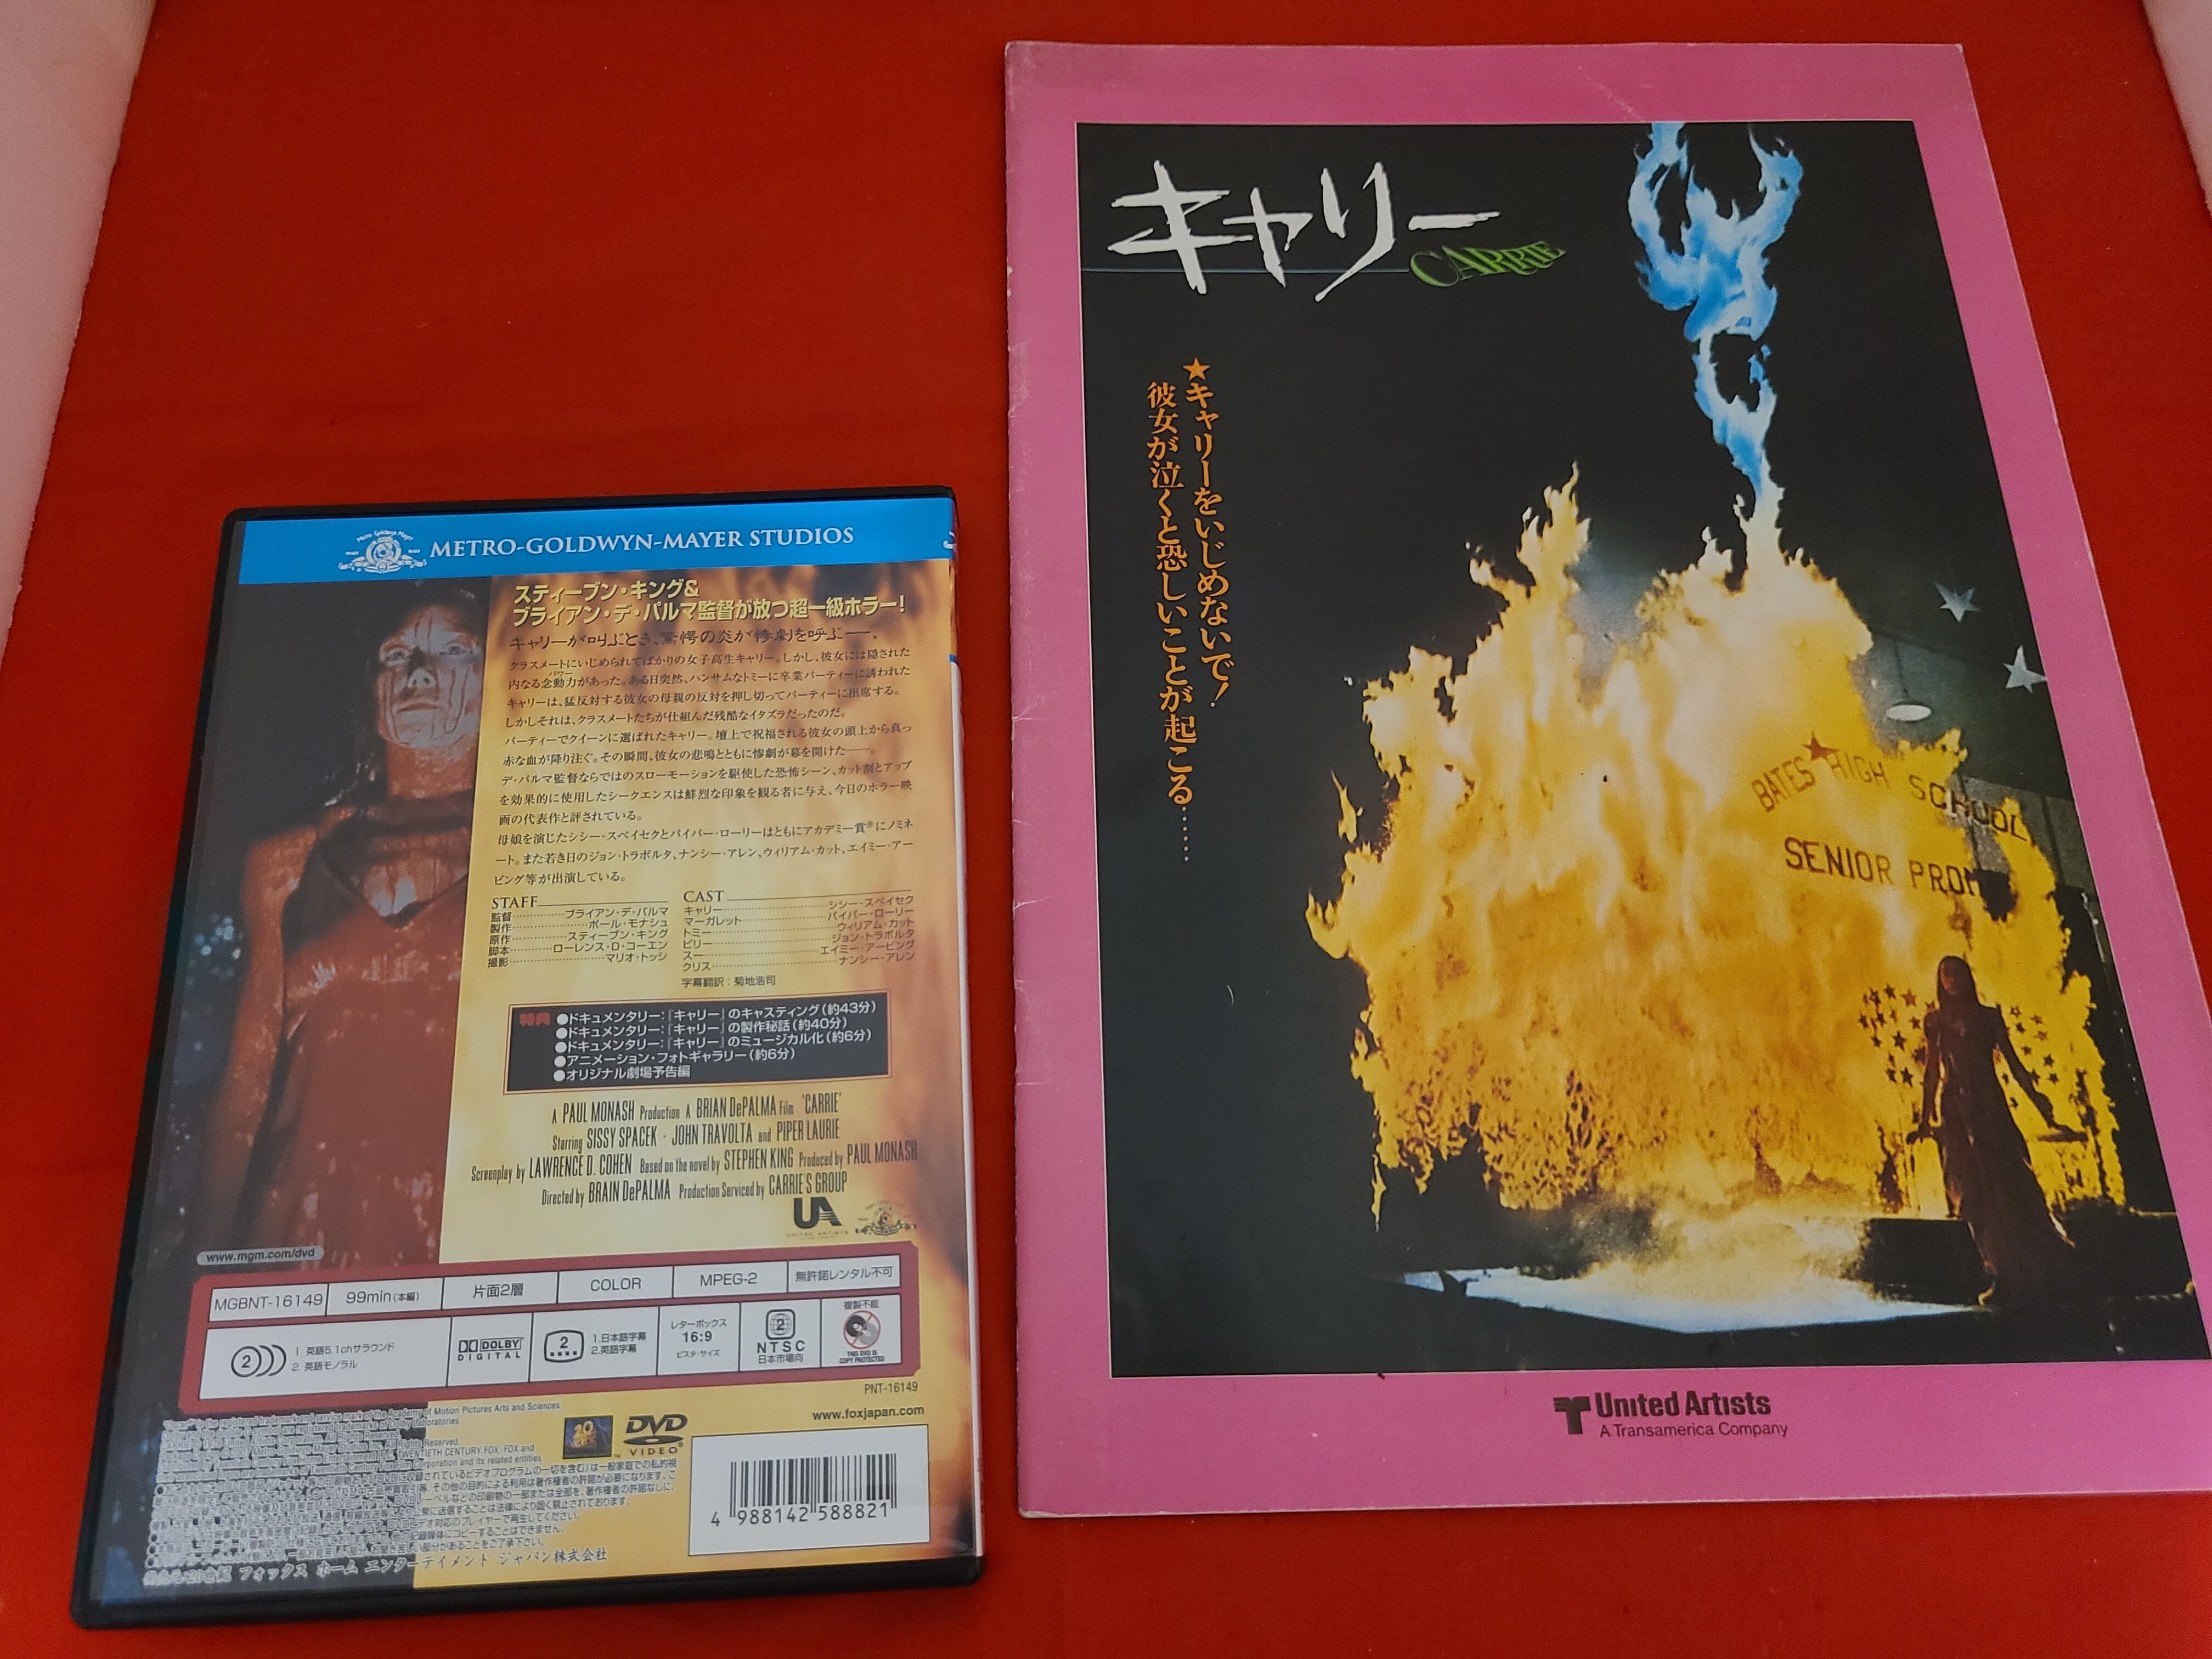 METRO-GOLDWYN-MAYER STUDIOS
スティーブン・キング&
ブライアン・デ・パルマ監督が放つ超一級ホラー!
キャリーが叫ぶとき、驚愕の炎が惨劇を呼ぶ──。
クラスメートにいじめられてばかりの女子高生キャリー。しかし、彼女には隠された
内なる念動力があった。ある日突然、ハンサムなトミーに卒業パーティーに誘われた
パワー
キャリーは、猛反対する彼女の母親の反対を押し切ってパーティーに出席する。
しかしそれは、クラスメートたちが仕組んだ残酷なイタズラだったのだ。
パーティーでクイーンに選ばれたキャリー。壇上で祝福される彼女の頭上から真っ
赤な血が降り注ぐ。その瞬間、彼女の悲鳴とともに惨劇が幕を開けた──。
デ・パルマ監督ならではのスローモーションを駆使した恐怖シーン、カット割とアップ
を効果的に使用したシークエンスは鮮烈な印象を観る者に与え、今日のホラー映
画の代表作と評されている。
母娘を演じたシシー・スペイセクとパイパー・ローリーはともにアカデミー賞®にノミネ
ート。また若き日のジョン・トラボルタ、ナンシー・アレン、ウィリアム・カット、エイミー・アー
ビング等が出演している。
STAFF
監督……………ブライアン・デ・パルマ
製作……………ポール・モナシュ
原作……………スティーブン・キング
脚本……………ローレンス・D・コーエン
撮影……………マリオ・トッシ
CAST
キャリー……………シシー・スペイセク
マーガレット……………パイパー・ローリー
トミー……………ウィリアム・カット
ビリー……………ジョン・トラボルタ
スー……………エイミー・アービング
クリス……………ナンシー・アレン
字幕翻訳:菊地浩司
特典
●ドキュメンタリー:『キャリー』のキャスティング(約43分)
●ドキュメンタリー:『キャリー』の製作秘話(約40分)
●ドキュメンタリー:『キャリー』のミュージカル化(約6分)
●アニメーション・フォトギャラリー(約6分)
●オリジナル劇場予告編
A PAUL MONASH Production A BRIAN DePALMA Film 'CARRIE'
Starring SISSY SPACEK・JOHN TRAVOLTA and PIPER LAURIE
Screenplay by LAWRENCE D. COHEN Based on the novel by STEPHEN KING Produced by PAUL MONASH
Directed by BRAIN DePALMA Production Serviced by CARRIE'S GROUP
UA
UNITED ARTISTS
www.mgm.com/dvd
MGBNT-16149
99min(本編)
片面2層
COLOR
MPEG-2
無許諾レンタル不可
2
1. 英語5.1chサラウンド
2. 英語モノラル
DOLBY
DIGITAL
2
1.日本語字幕
2.英語字幕
レターボックス
16:9
ビスタ・サイズ
2
NTSC
日本市場向
複製不能
THIS DVD IS
COPY PROTECTED
PNT-16149
www.foxjapan.com
DVD
VIDEO
4 988142 588821
フォックス ホーム エンターテイメント ジャパン株式会社
キャリー
CARRIE
★キャリーをいじめないで!
彼女が泣くと恐しいことが起こる……
BATES HIGH SCHOOL
SENIOR PROM
United Artists
A Transamerica Company